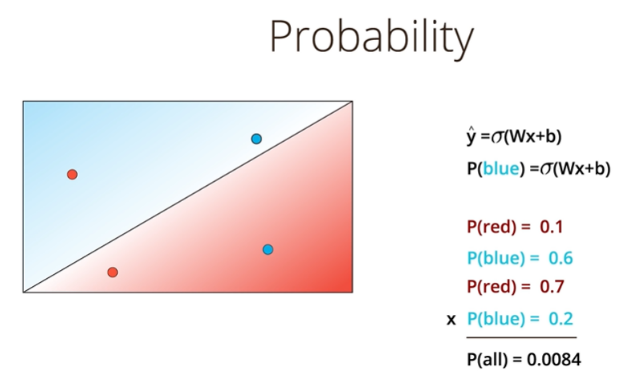 Probability
ŷ =σ(Wx+b)
P(blue) =σ(Wx+b)
P(red) = 0.1
P(blue) = 0.6
P(red) = 0.7
x P(blue) = 0.2
P(all) = 0.0084